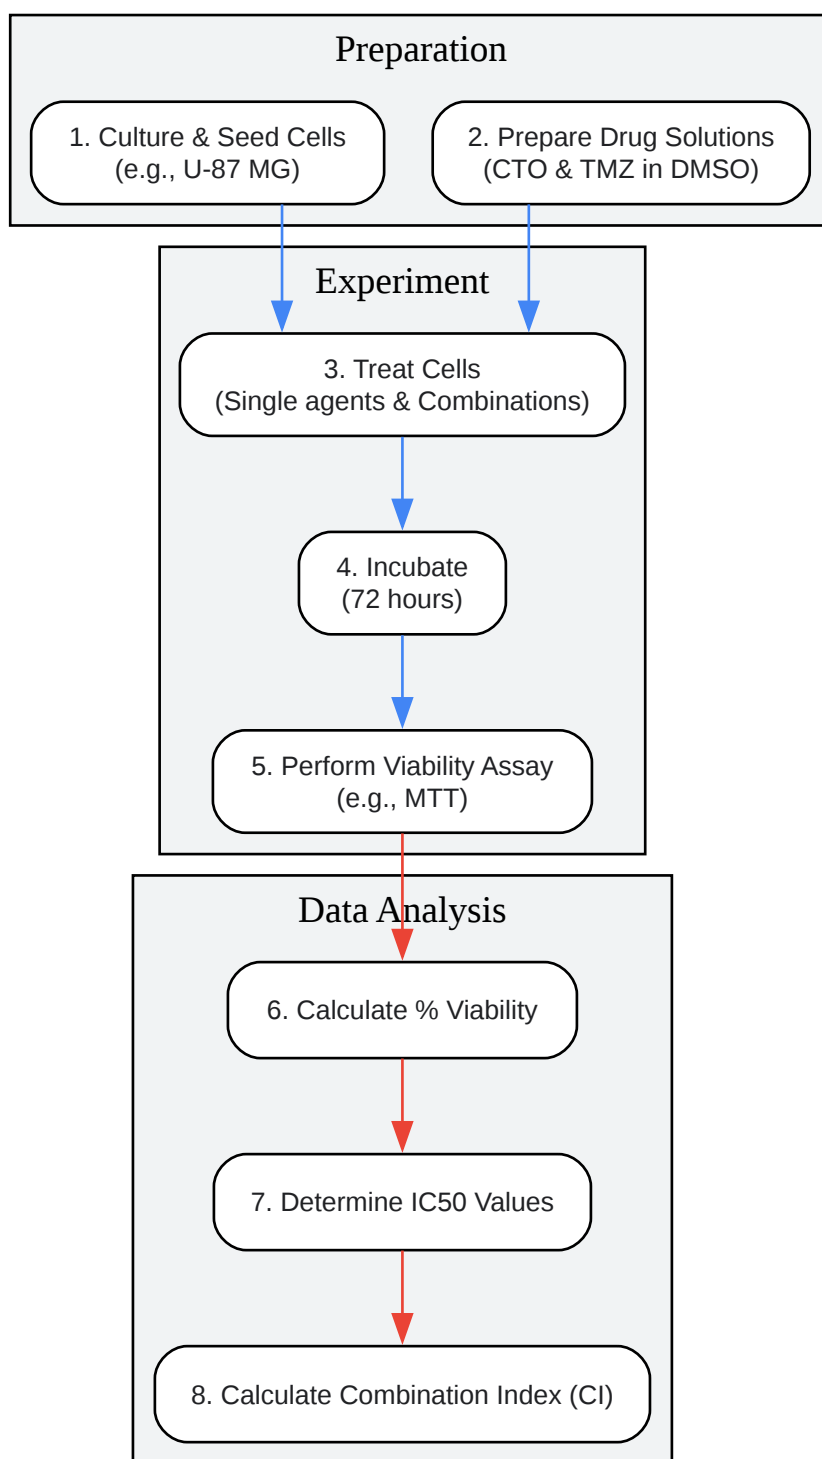 Preparation
1. Culture & Seed Cells
(e.g., U-87 MG)
2. Prepare Drug Solutions
(CTO & TMZ in DMSO)
Experiment
3. Treat Cells
(Single agents & Combinations)
4. Incubate
(72 hours)
5. Perform Viability Assay
(e.g., MTT)
Data Analysis
6. Calculate % Viability
7. Determine IC50 Values
8. Calculate Combination Index (CI)